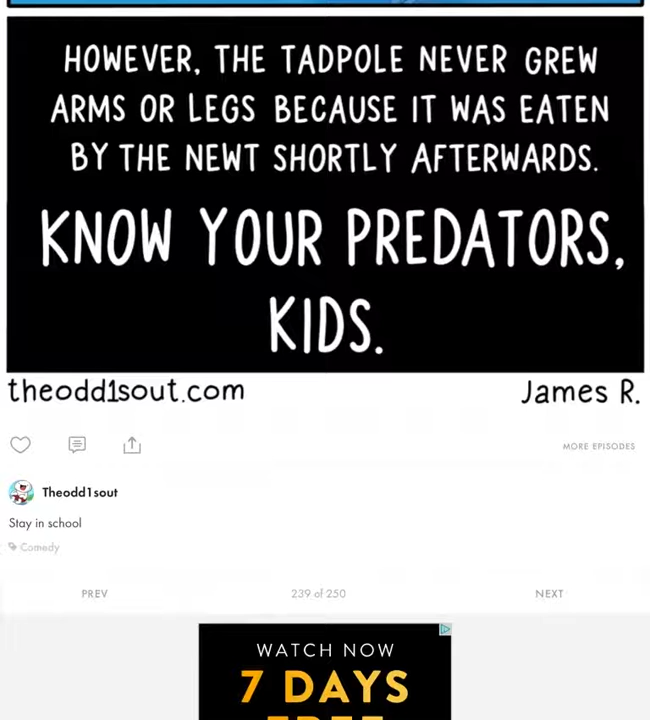 HOWEVER, THE TADPOLE NEVER GREW
ARMS OR LEGS BECAUSE IT WAS EATEN
BY THE NEWT SHORTLY AFTERWARDS.
KNOW YOUR PREDATORS,
KIDS.
theodd1sout.com James R.
MORE EPISODES
Theodd1sout
Stay in school
Comedy
PREV 239 of 250 NEXT
WATCH NOW
7 DAYS
FREE